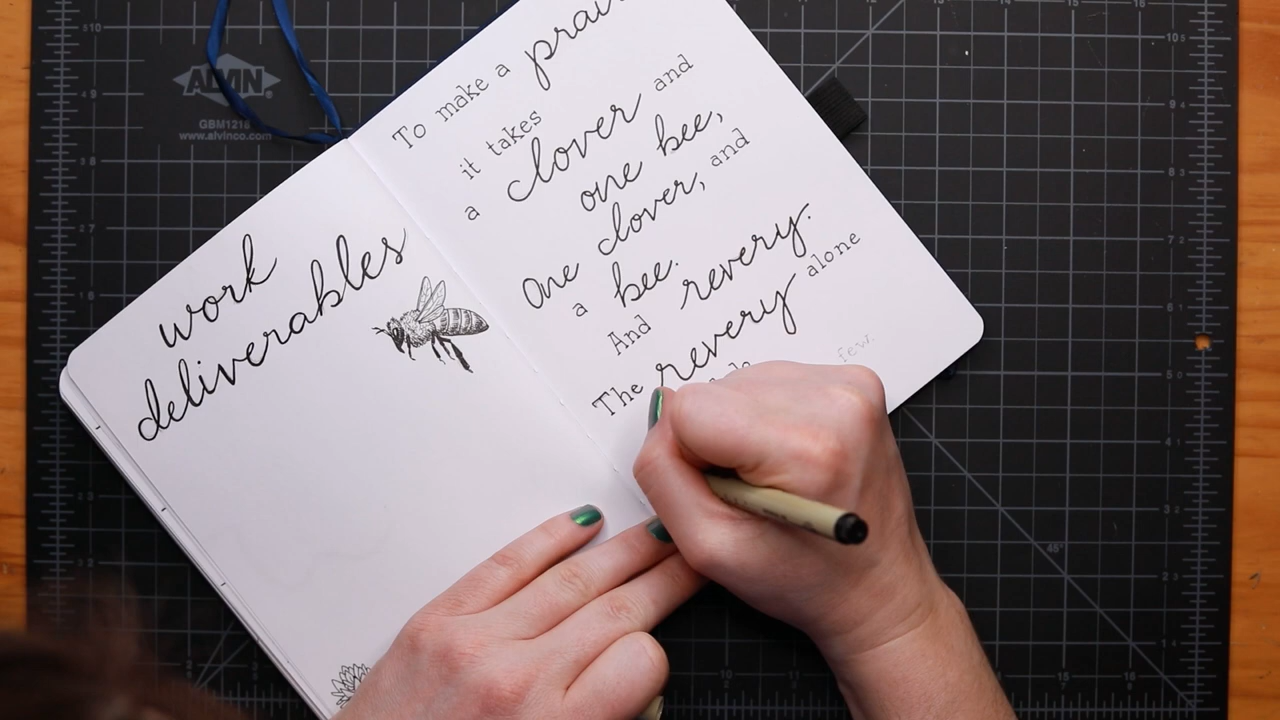 work
deliverables
To make a
it takes
a clover and
one bee,
One clover, and
a bee.
And revery.
The revery alone
few.
ALVIN
GBM1218
www.alvinco.com